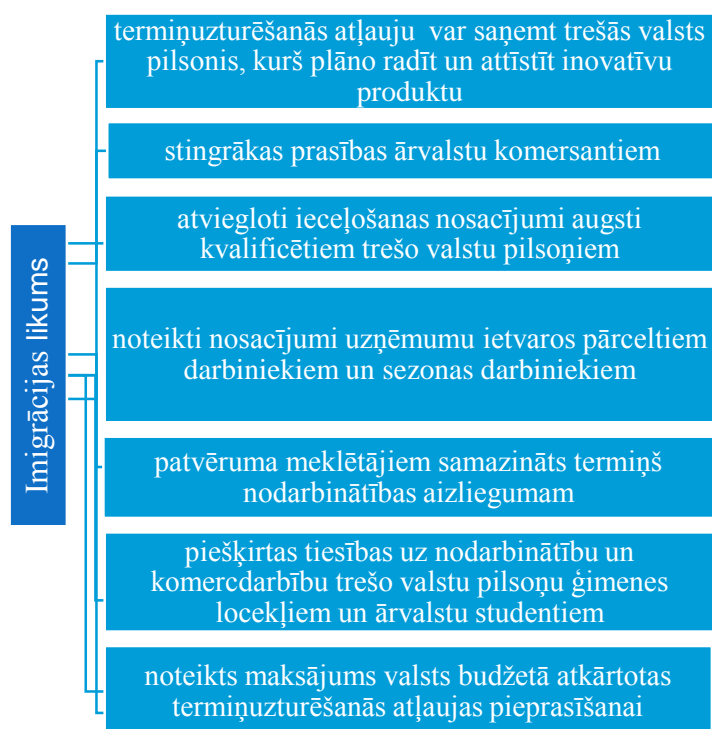 Imigrācijas likums
termiņuzturēšanās atļauju var saņemt trešās valsts
pilsonis, kurš plāno radīt un attīstīt inovatīvu
produktu
stingrākas prasības ārvalstu komersantiem
atviegloti ieceļošanas nosacījumi augsti
kvalificētiem trešo valstu pilsoņiem
noteikti nosacījumi uzņēmumu ietvaros pārceltiem
darbiniekiem un sezonas darbiniekiem
patvēruma meklētājiem samazināts termiņš
nodarbinātības aizliegumam
piešķirtas tiesības uz nodarbinātību un
komercdarbību trešo valstu pilsoņu ģimenes
locekļiem un ārvalstu studentiem
noteikts maksājums valsts budžetā atkārtotas
termiņuzturēšanās atļaujas pieprasīšanai